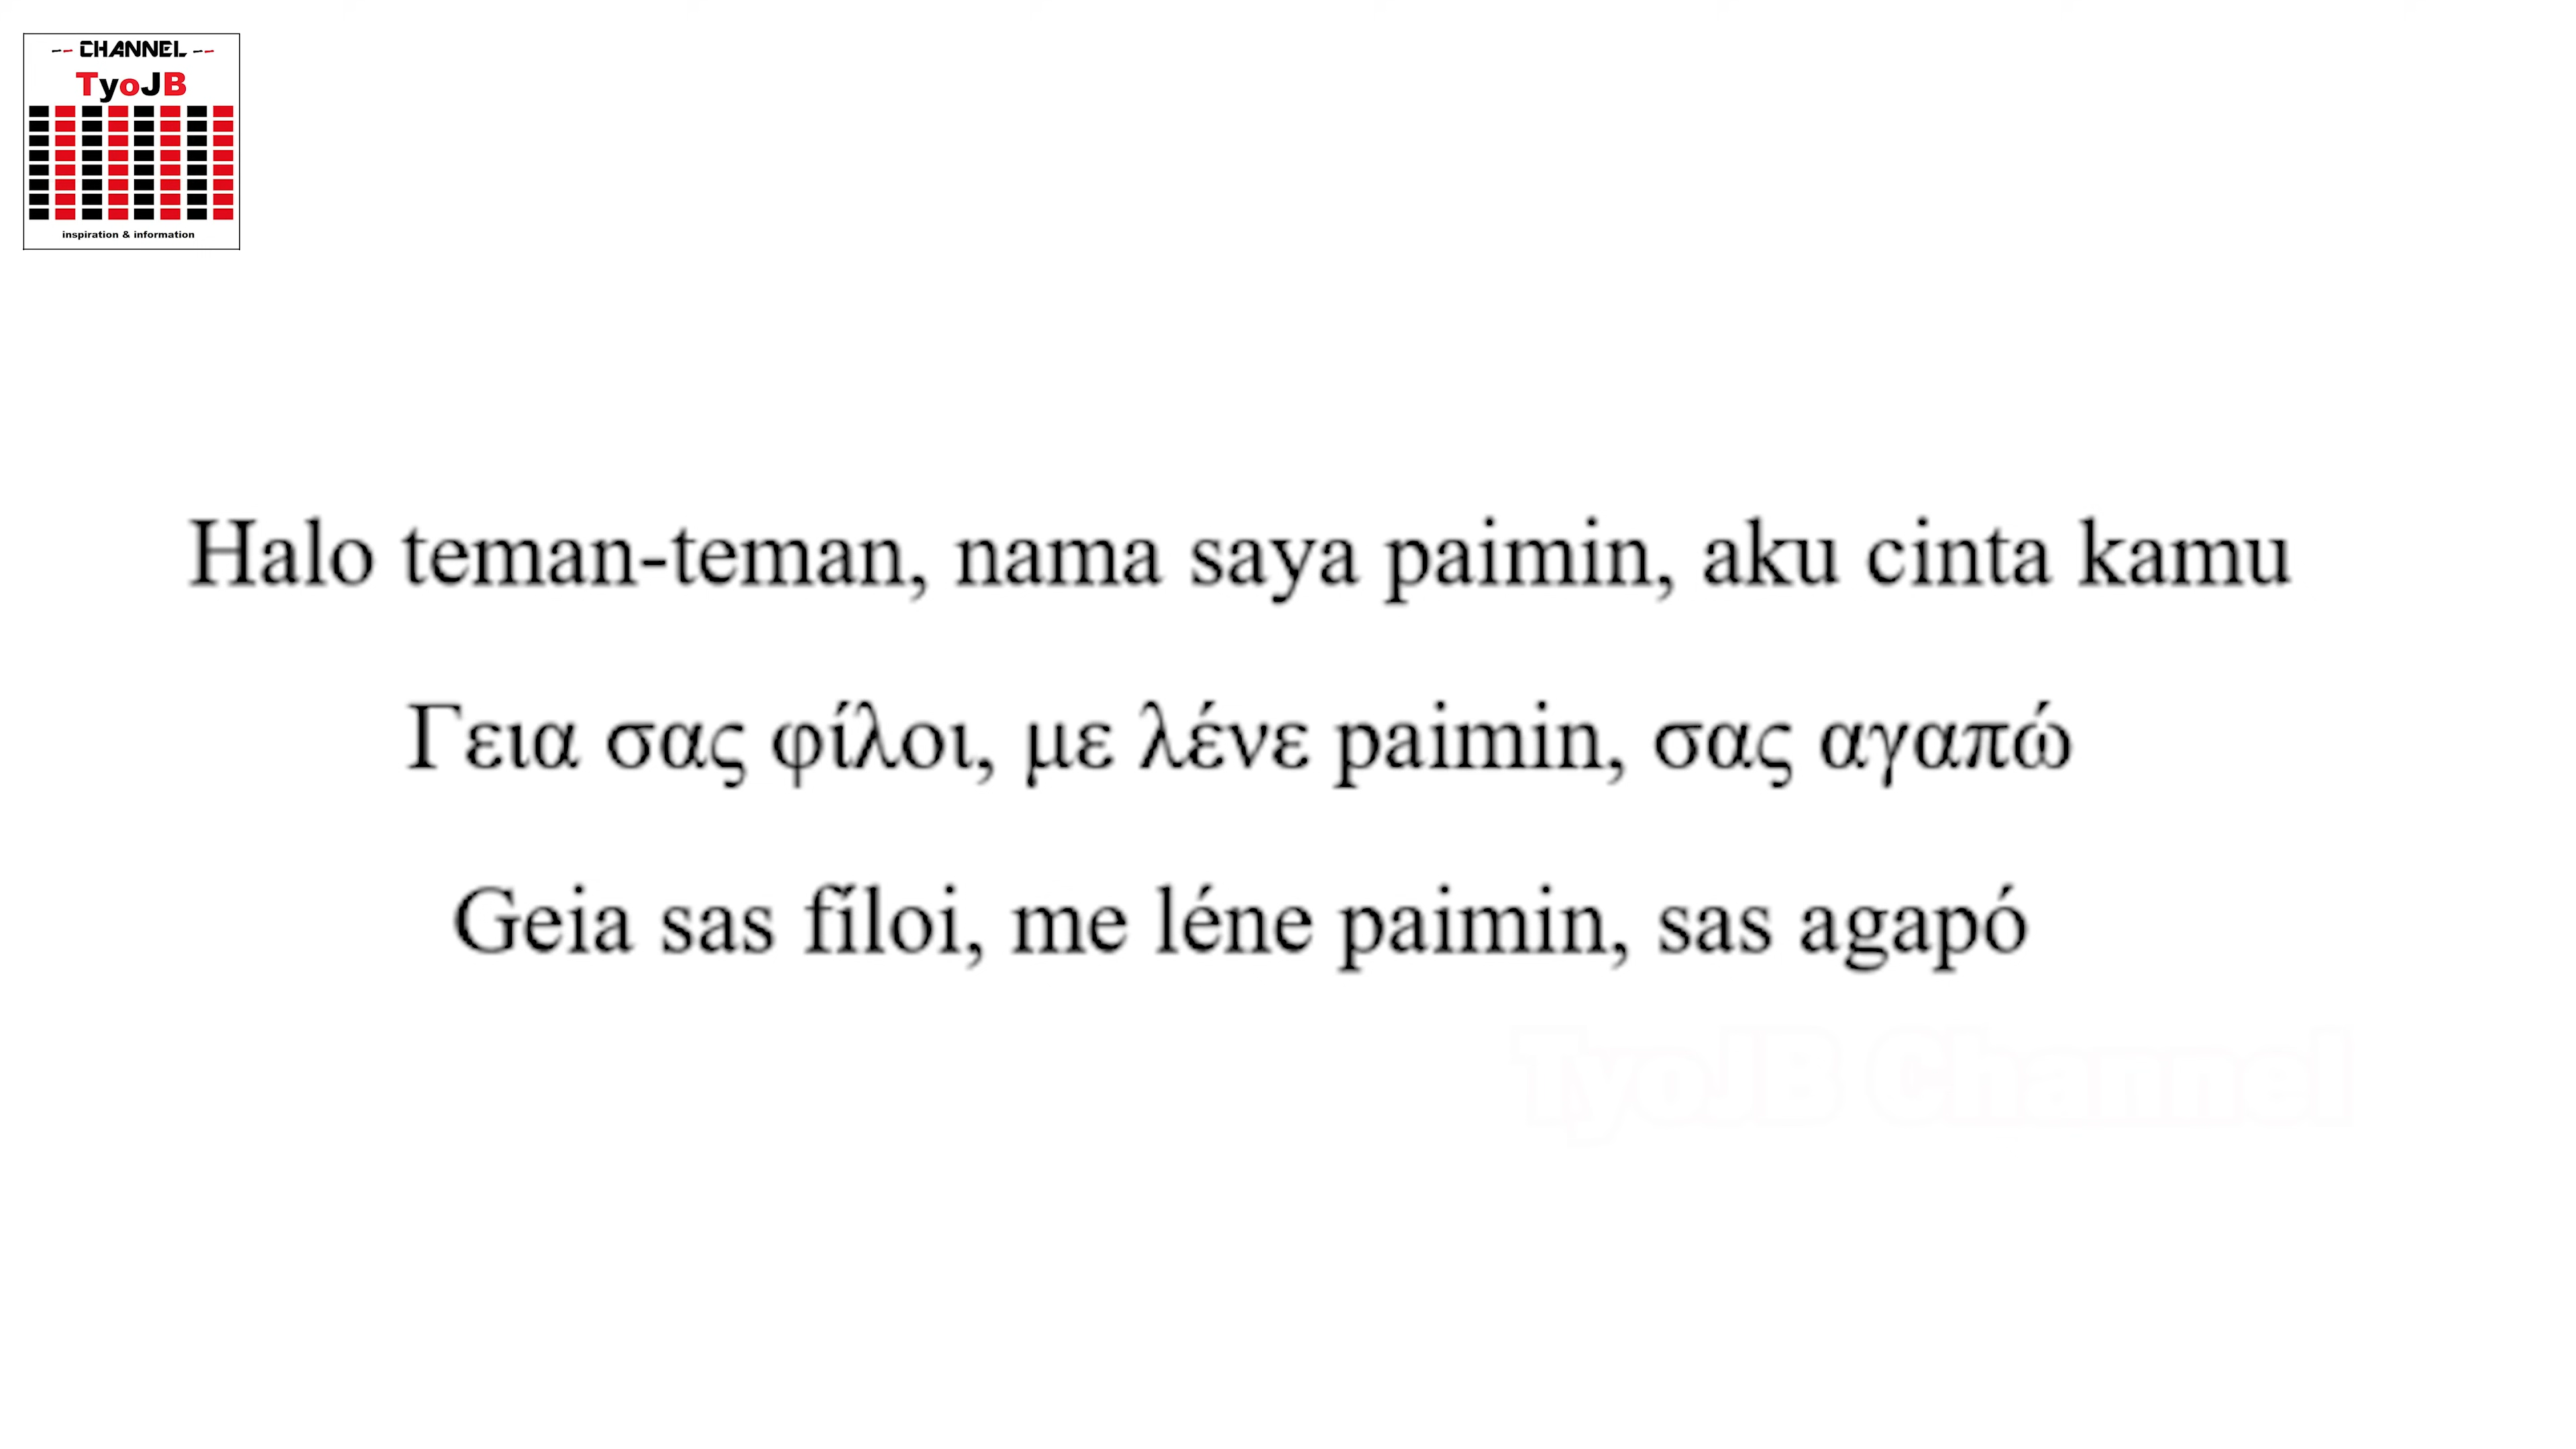 -- CHANNEL --
TyoJB
inspiration & information
Halo teman-teman, nama saya paimin, aku cinta kamu
Γεια σας φίλοι, με λένε paimin, σας αγαπώ
Geia sas fíloi, me léne paimin, sas agapó
TyoJB Channel